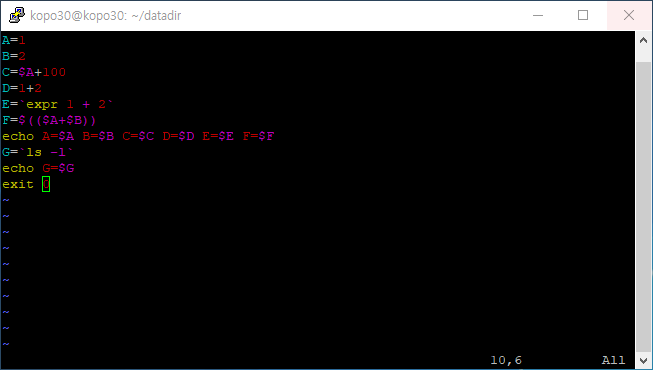 kopo30@kopo30: ~/datadir
A=1
B=2
C=$A+100
D=1+2
E=`expr 1 + 2`
F=$(($A+$B))
echo A=$A B=$B C=$C D=$D E=$E F=$F
G=`ls -l`
echo G=$G
exit 0
~
~
~
~
~
~
~
~
~
~
10,6 All